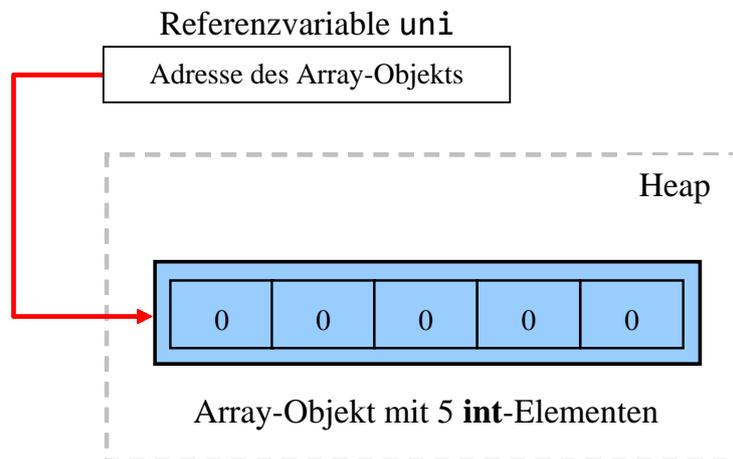 Referenzvariable uni
Adresse des Array-Objekts
Heap
0 0 0 0 0
Array-Objekt mit 5 int-Elementen